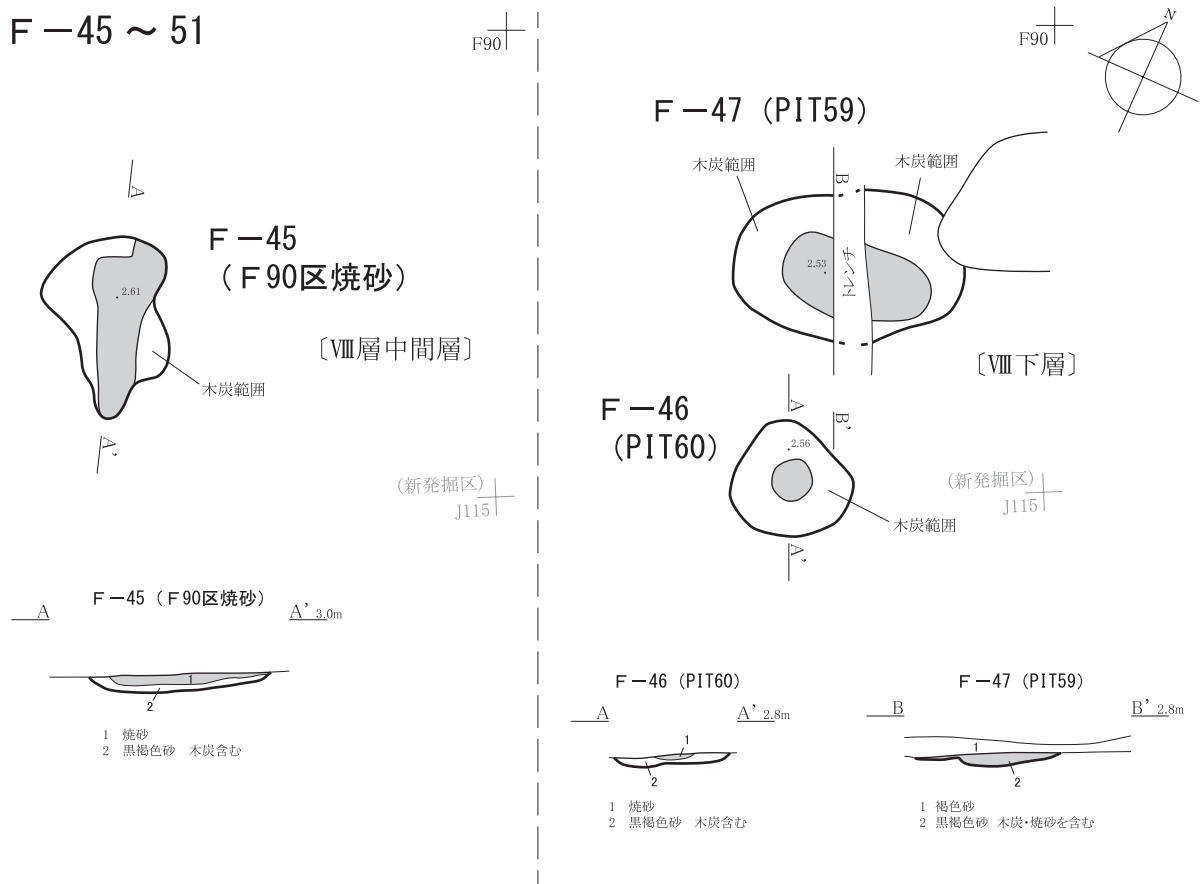 F-45～51
F90
A
F-45
(F90区焼砂)
2.61
〔Ⅷ層中間層〕
木炭範囲
A'
(新発掘区)
J115
F-45 (F90区焼砂)
A
A' 3.0m
1
2
1 焼砂
2 黒褐色砂 木炭含む
F90
N
F-47 (PIT59)
木炭範囲
木炭範囲
B
2.53
トレンチ
〔Ⅷ下層〕
F-46
(PIT60)
A
B'
2.56
木炭範囲
A'
(新発掘区)
J115
F-46 (PIT60)
A
A' 2.8m
1
2
1 焼砂
2 黒褐色砂 木炭含む
F-47 (PIT59)
B
B' 2.8m
1
2
1 褐色砂
2 黒褐色砂 木炭・焼砂を含む